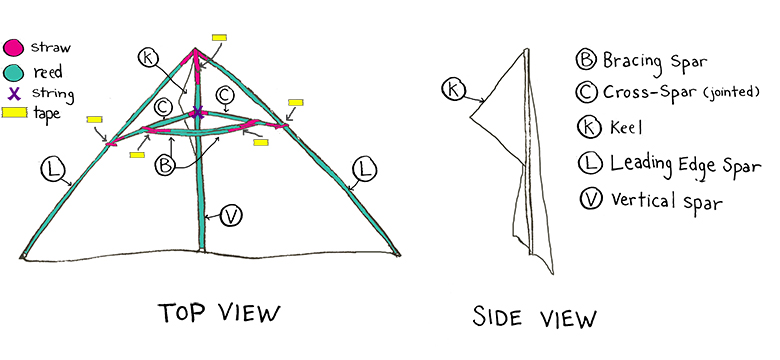 straw
reed
string
tape
K
C
C
B
L
L
V
TOP VIEW
K
SIDE VIEW
B Bracing Spar
C Cross-Spar (jointed)
K Keel
L Leading Edge Spar
V Vertical Spar